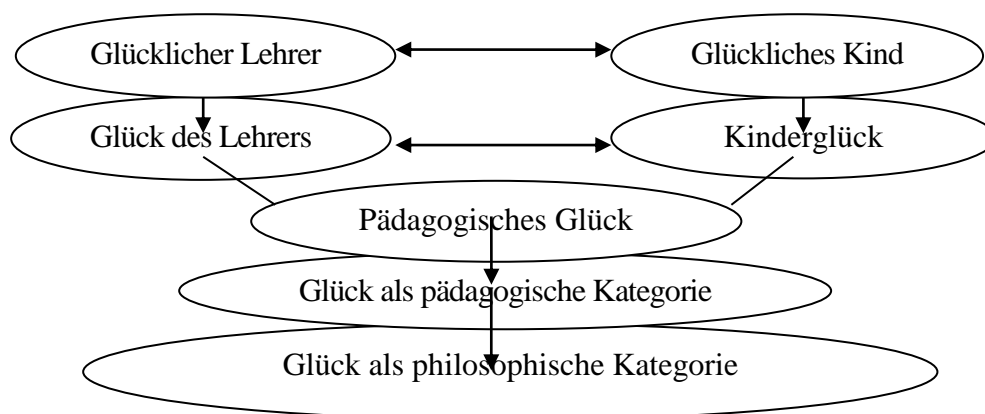 Glücklicher Lehrer
Glückliches Kind
Glück des Lehrers
Kinderglück
Pädagogisches Glück
Glück als pädagogische Kategorie
Glück als philosophische Kategorie